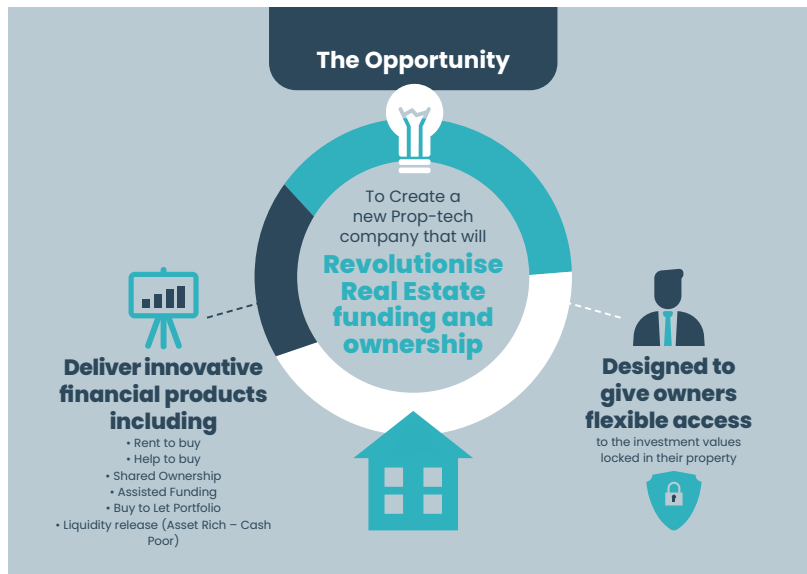 The Opportunity
To Create a
new Prop-tech
company that will
Revolutionise
Real Estate
funding and
ownership
Deliver innovative
financial products
including
• Rent to buy
• Help to buy
• Shared Ownership
• Assisted Funding
• Buy to Let Portfolio
• Liquidity release (Asset Rich – Cash
Poor)
Designed to
give owners
flexible access
to the investment values
locked in their property